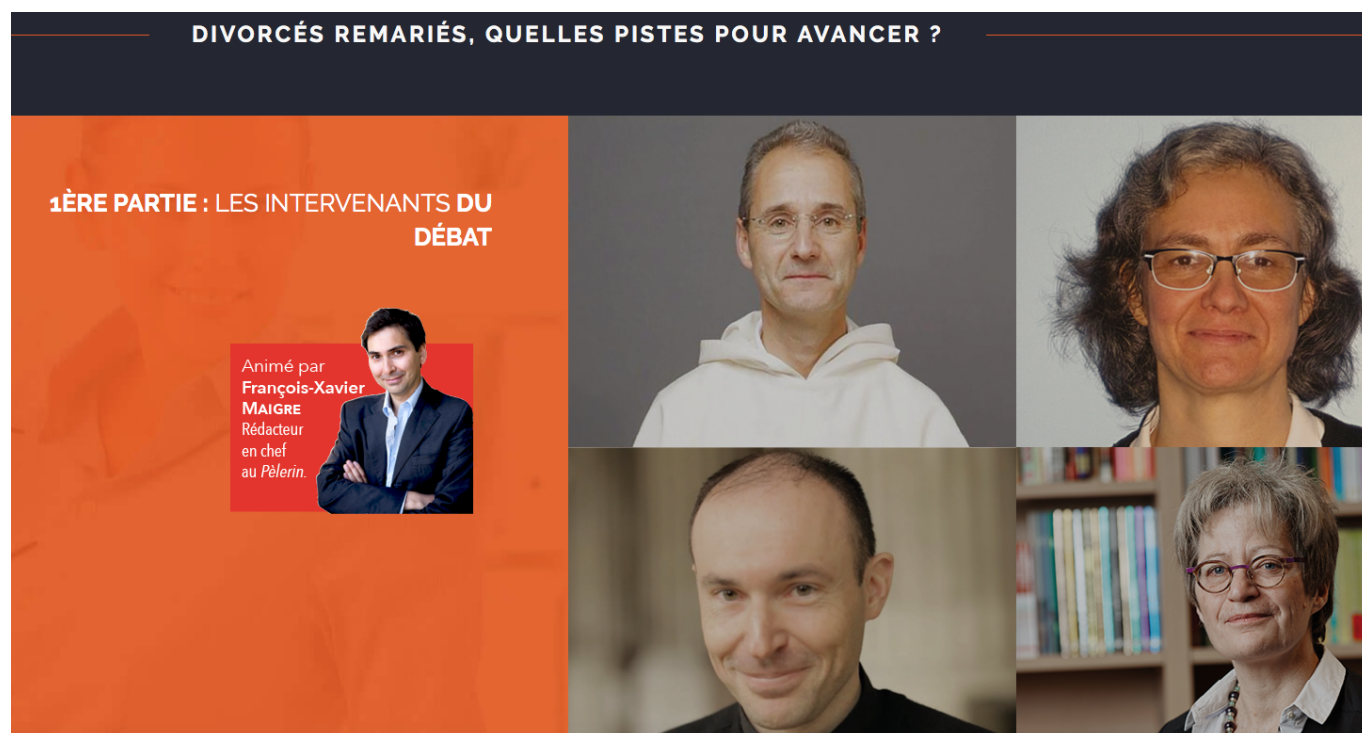 DIVORCÉS REMARIÉS, QUELLES PISTES POUR AVANCER ?
1ÈRE PARTIE : LES INTERVENANTS DU
DÉBAT
Animé par
François-Xavier
MAIGRE
Rédacteur
en chef
au Pèlerin.